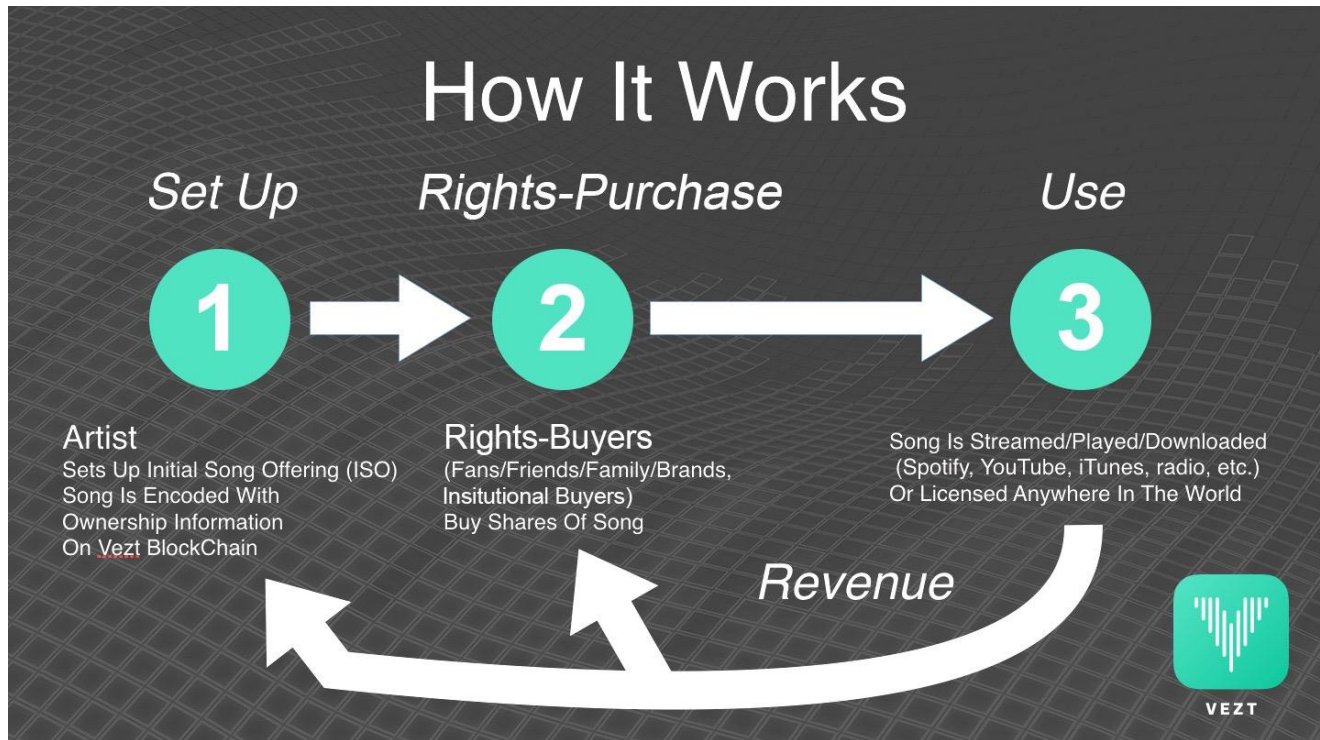 How It Works
Set Up
Rights-Purchase
Use
1
2
3
Artist
Sets Up Initial Song Offering (ISO)
Song Is Encoded With
Ownership Information
On Vezt BlockChain
Rights-Buyers
(Fans/Friends/Family/Brands,
Insitutional Buyers)
Buy Shares Of Song
Song Is Streamed/Played/Downloaded
(Spotify, YouTube, iTunes, radio, etc.)
Or Licensed Anywhere In The World
Revenue
VEZT